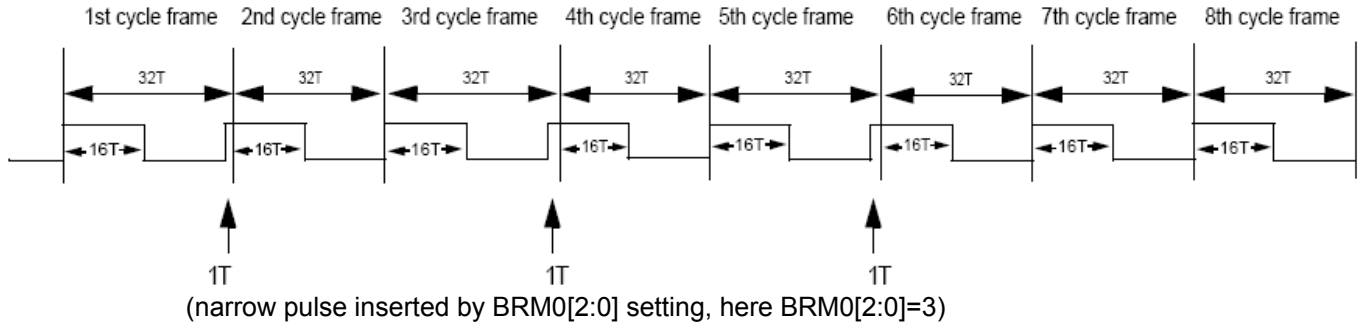 1st cycle frame 2nd cycle frame 3rd cycle frame 4th cycle frame 5th cycle frame 6th cycle frame 7th cycle frame 8th cycle frame
32T 32T 32T 32T 32T 32T 32T 32T
16T 16T 16T 16T 16T 16T 16T 16T
1T 1T 1T
(narrow pulse inserted by BRM0[2:0] setting, here BRM0[2:0]=3)